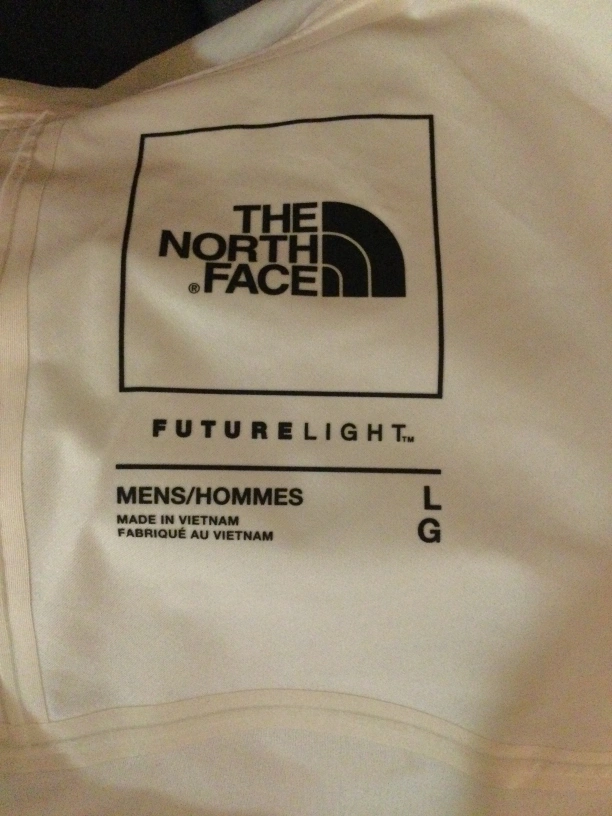 THE
NORTH
®FACE
FUTURELIGHT™
MENS/HOMMES L
MADE IN VIETNAM G
FABRIQUÉ AU VIETNAM